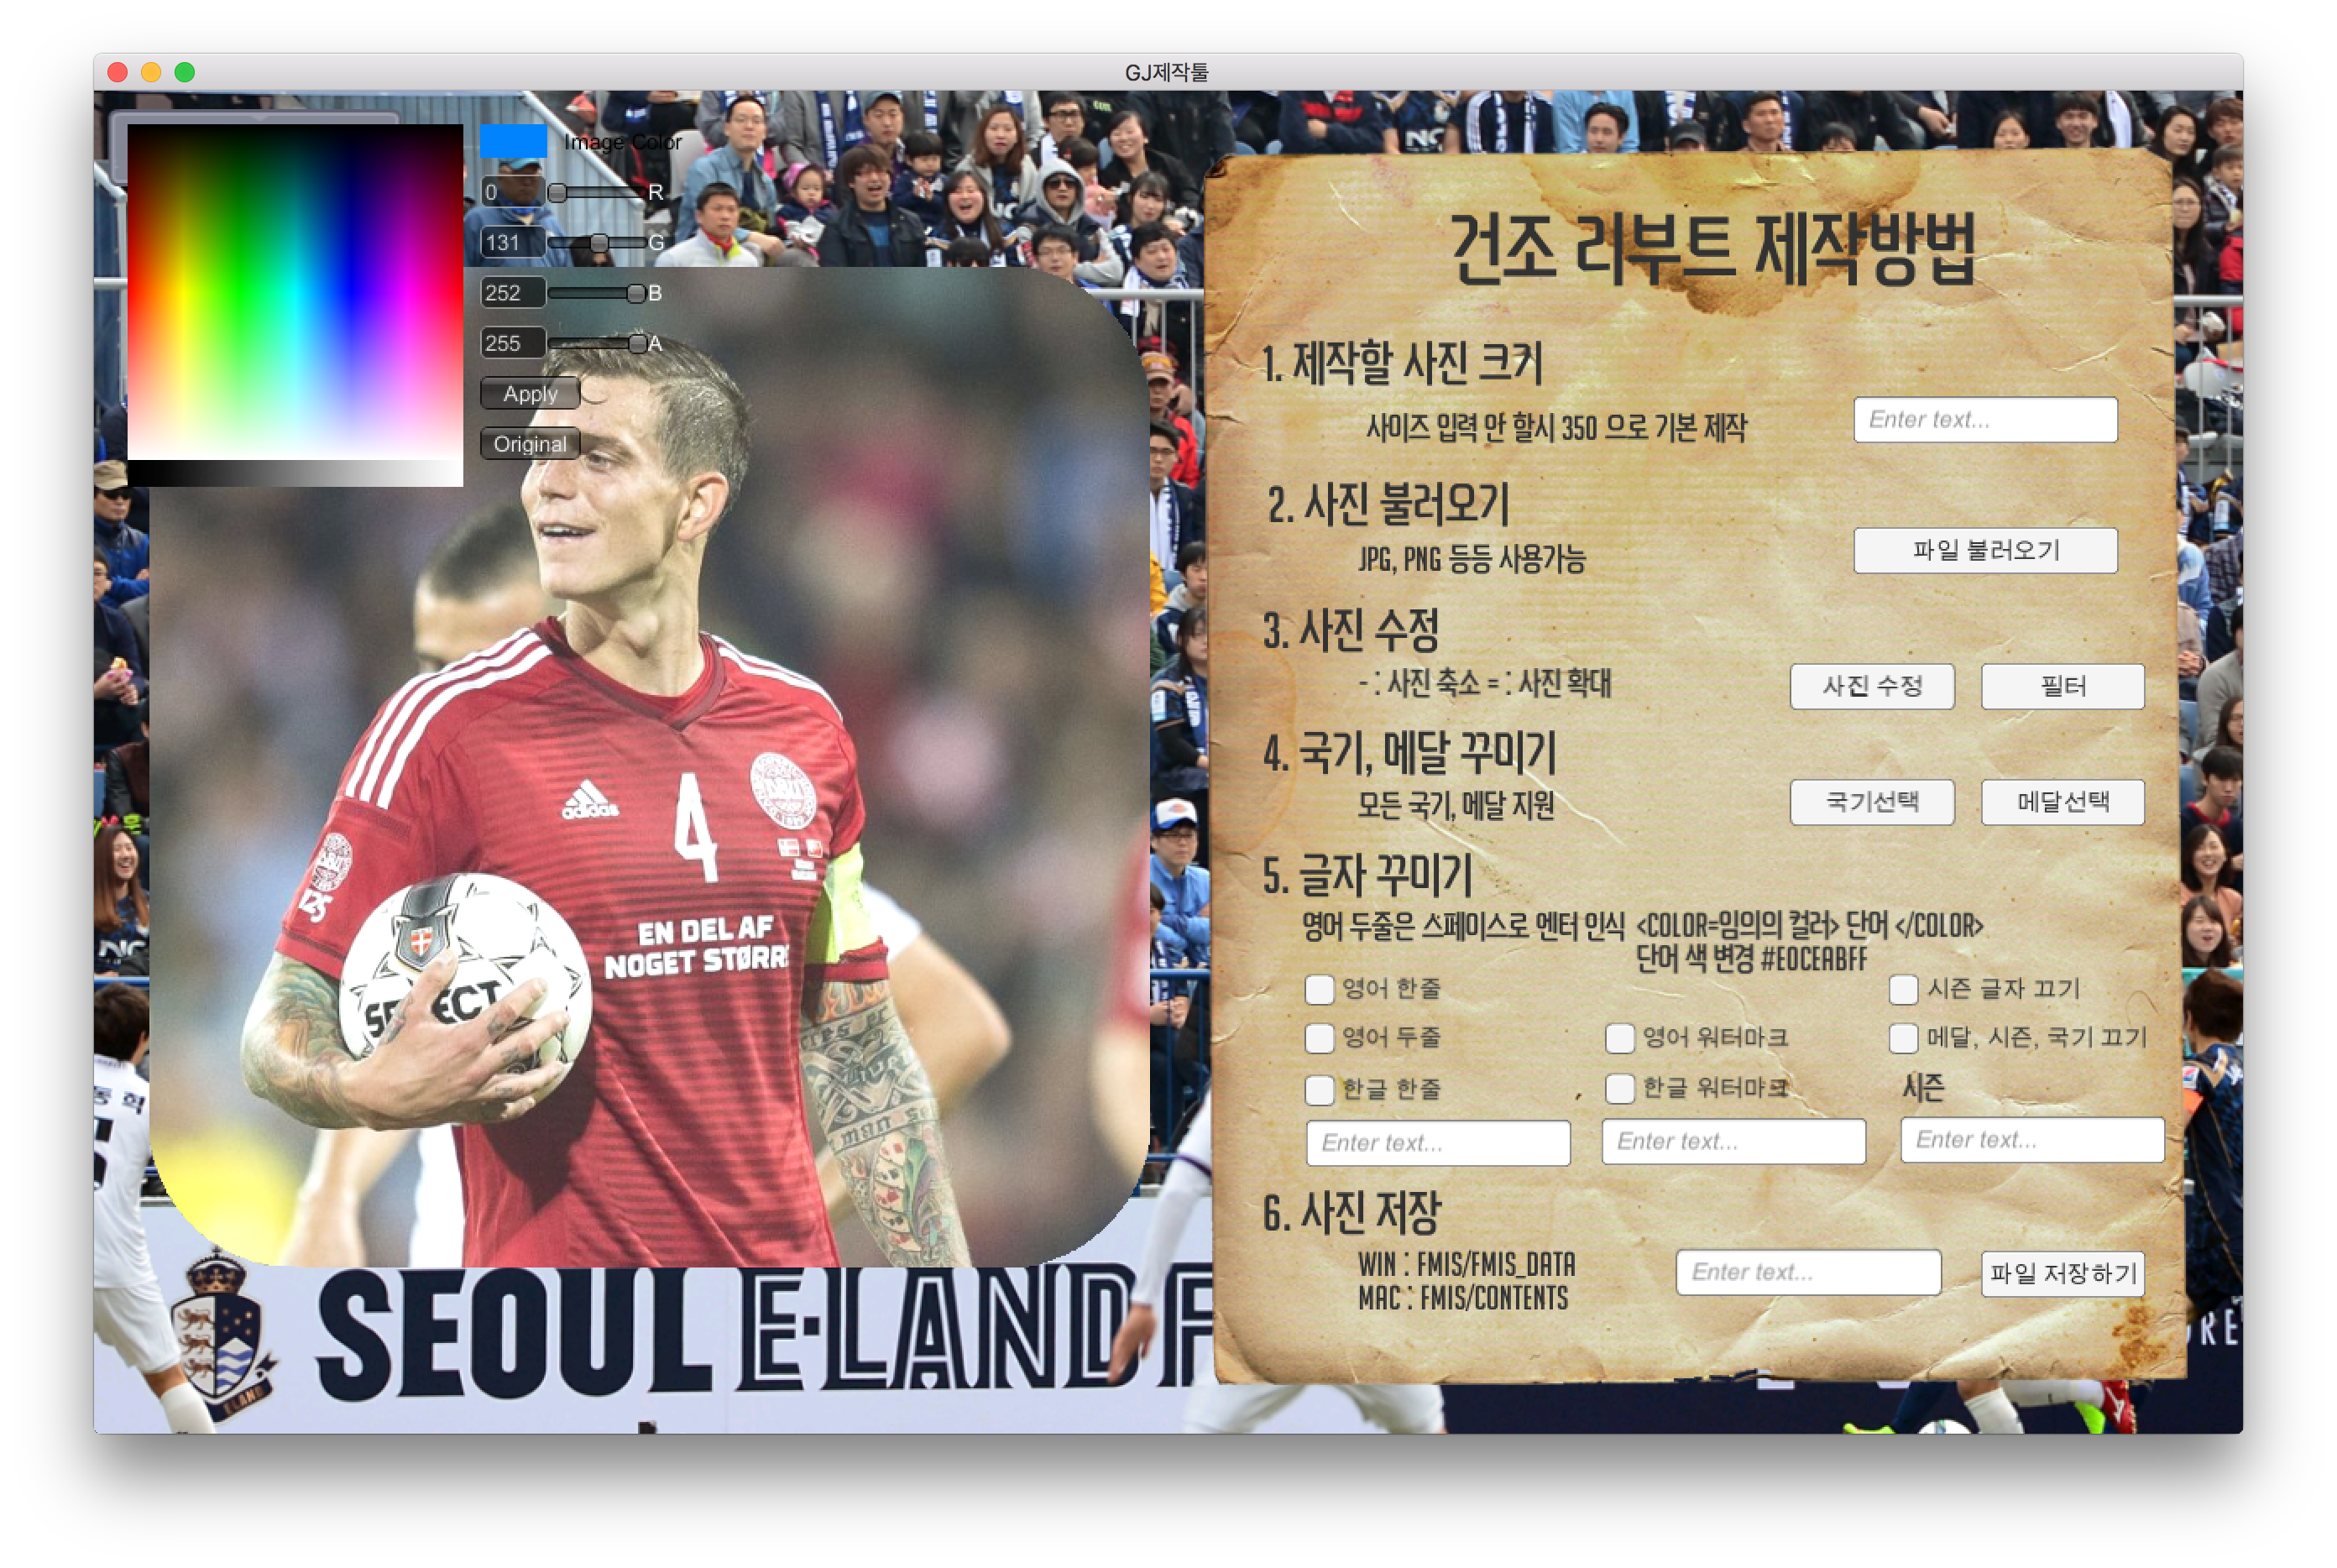 GJ제작툴
Image Color
0 R
131 G
252 B
255 A
Apply
Original
adidas
4
DBU
1889
DBU
125
EN DEL AF
NOGET STØRR
SELECT
SEOUL E·LAND F
ELAND
건조 리부트 제작방법
1. 제작할 사진 크기
사이즈 입력 안 할시 350 으로 기본 제작
Enter text...
2. 사진 불러오기
JPG, PNG 등등 사용가능
파일 불러오기
3. 사진 수정
- : 사진 축소 = : 사진 확대
사진 수정
필터
4. 국기, 메달 꾸미기
모든 국기, 메달 지원
국기선택
메달선택
5. 글자 꾸미기
영어 두줄은 스페이스로 엔터 인식
<COLOR=임의의 컬러> 단어 </COLOR>
단어 색 변경 #E0CEABFF
영어 한줄
시즌 글자 끄기
영어 두줄
영어 워터마크
메달, 시즌, 국기 끄기
한글 한줄
한글 워터마크
시즌
Enter text...
Enter text...
Enter text...
6. 사진 저장
WIN : FMIS/FMIS_DATA
MAC : FMIS/CONTENTS
Enter text...
파일 저장하기